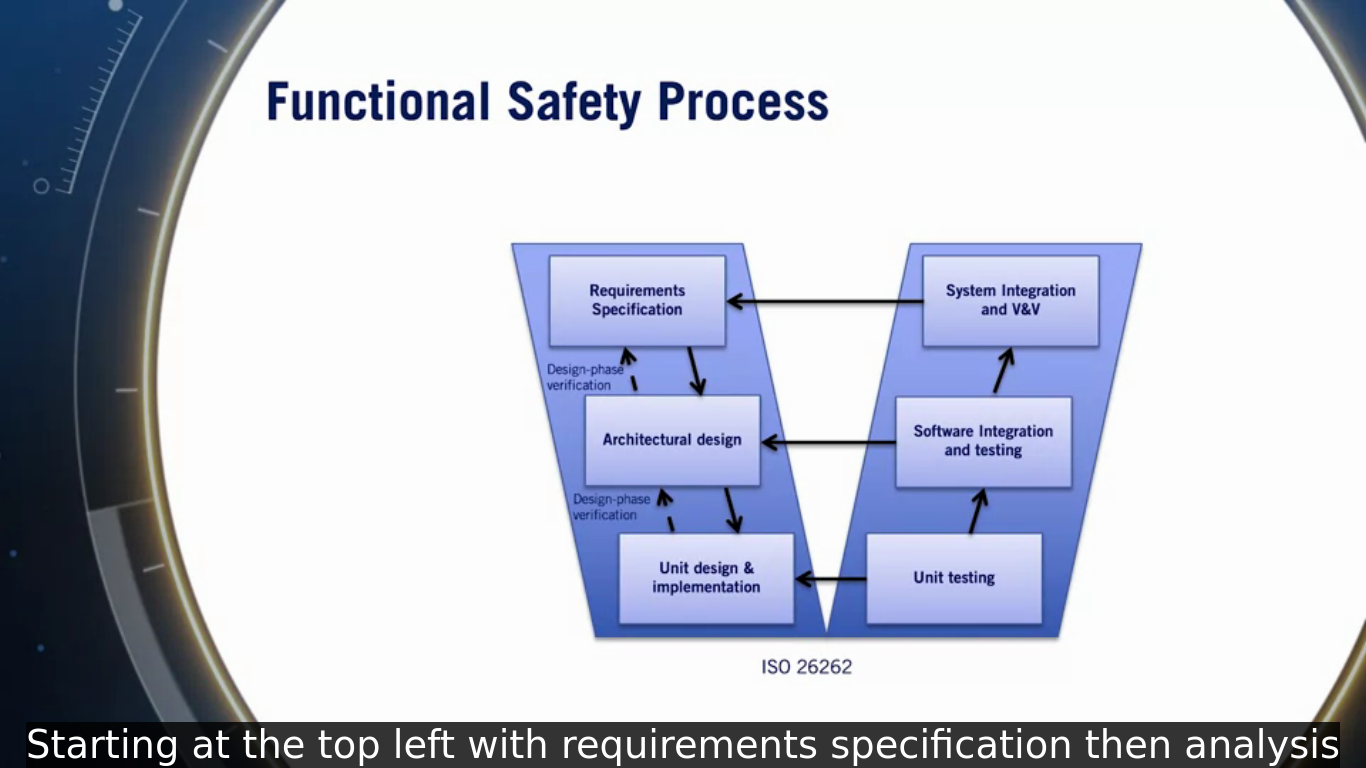 Functional Safety Process
Requirements
Specification
System Integration
and V&V
Design-phase
verification
Architectural design
Software Integration
and testing
Design-phase
verification
Unit design &
implementation
Unit testing
ISO 26262
Starting at the top left with requirements specification then analysis